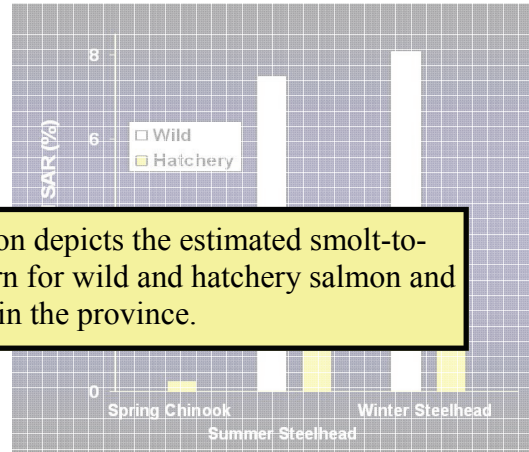 8
6
SAR (%)
Wild
Hatchery
on depicts the estimated smolt-to-
rn for wild and hatchery salmon and
in the province.
0
Spring Chinook
Winter Steelhead
Summer Steelhead